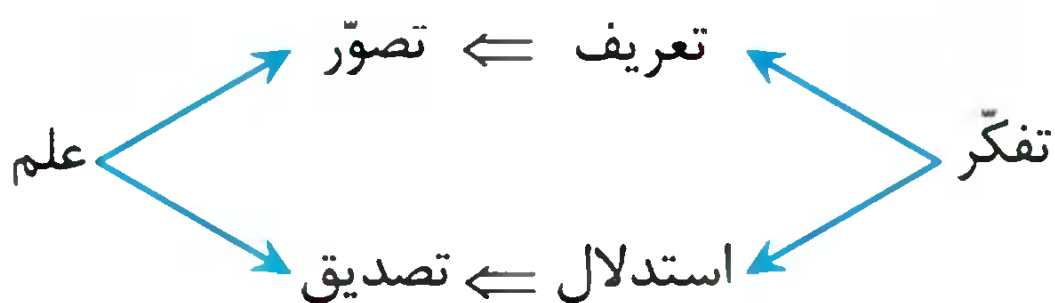 تعریف ⇐ تصوّر
تفکّر علم
استدلال ⇐ تصدیق